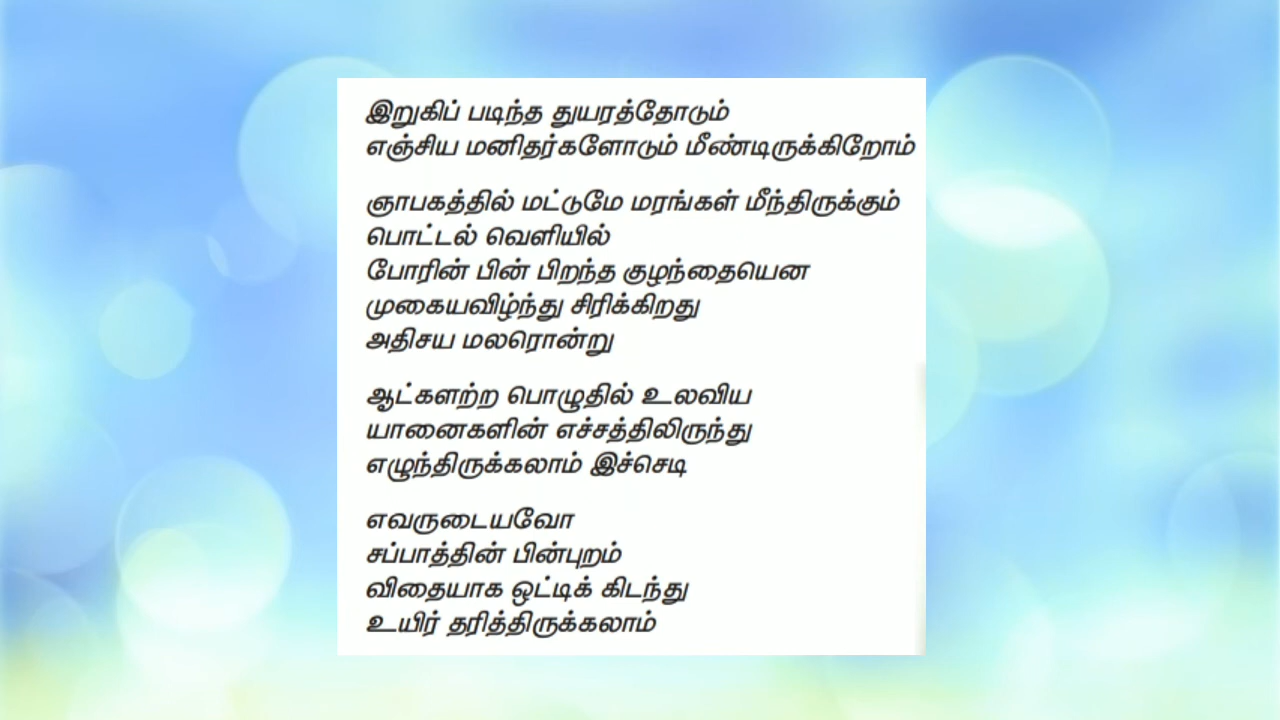 இறுகிப் படிந்த துயரத்தோடும்
எஞ்சிய மனிதர்களோடும் மீண்டிருக்கிறோம்
ஞாபகத்தில் மட்டுமே மரங்கள் மீந்திருக்கும்
பொட்டல் வெளியில்
போரின் பின் பிறந்த குழந்தையென
முகையவிழ்ந்து சிரிக்கிறது
அதிசய மலரொன்று
ஆட்களற்ற பொழுதில் உலவிய
யானைகளின் எச்சத்திலிருந்து
எழுந்திருக்கலாம் இச்செடி
எவருடையவோ
சப்பாத்தின் பின்புறம்
விதையாக ஒட்டிக் கிடந்து
உயிர் தரித்திருக்கலாம்